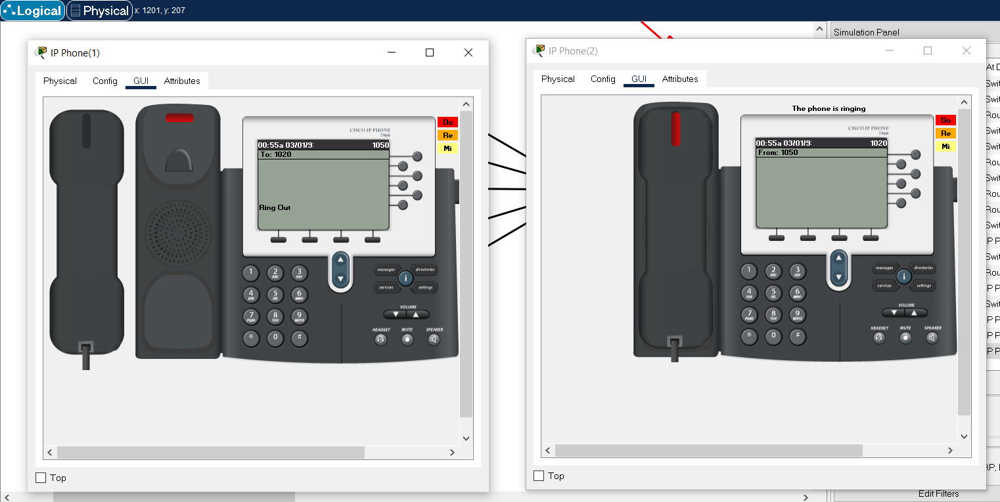 Logical Physical x: 1201, y: 207
Simulation Panel
IP Phone(1)
Physical Config GUI Attributes
CISCO IP PHONE
7960
00:55a 03/01/9: 1050
To: 1020
Ring Out
Do
Re
Mi
1 2 ABC 3 DEF
4 GHI 5 JKL 6 MNO
7 PQRS 8 TUV 9 WXYZ
* 0 #
messages directories
i
services settings
VOLUME
HEADSET MUTE SPEAKER
Top
IP Phone(2)
Physical Config GUI Attributes
The phone is ringing
CISCO IP PHONE
7960
00:55a 03/01/9: 1020
From: 1050
Do
Re
Mi
1 2 ABC 3 DEF
4 GHI 5 JKL 6 MNO
7 PQRS 8 TUV 9 WXYZ
* 0 #
messages directories
i
services settings
VOLUME
HEADSET MUTE SPEAKER
Top
At D
Swit
Swit
Rou
Swit
Swit
Rou
Swit
Rou
Rou
Swit
P P
Swit
Rou
P P
Swit
P P
P P
P P
RP, I
Edit Filters